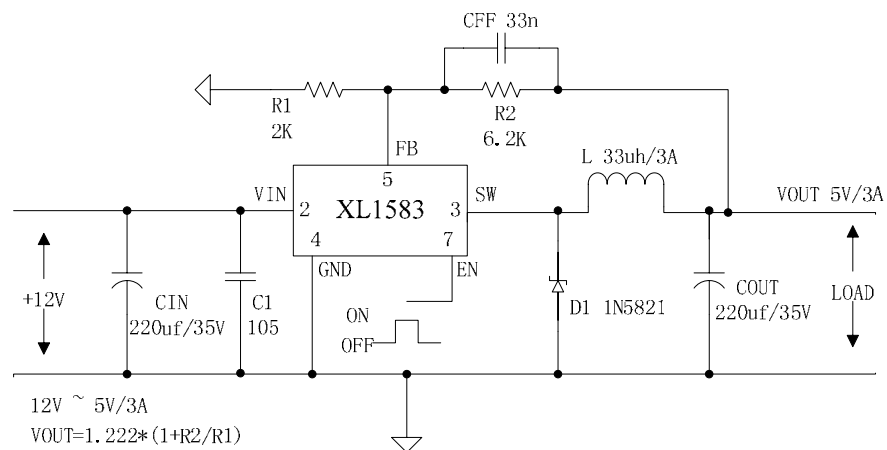 CFF 33n
R1
2K
R2
6.2K
FB
L 33uh/3A
VIN
5
SW
VOUT 5V/3A
2
XL1583
3
4
7
GND
EN
+12V
CIN
220uf/35V
C1
105
ON
OFF
D1 1N5821
COUT
220uf/35V
LOAD
12V ~ 5V/3A
VOUT=1.222*(1+R2/R1)